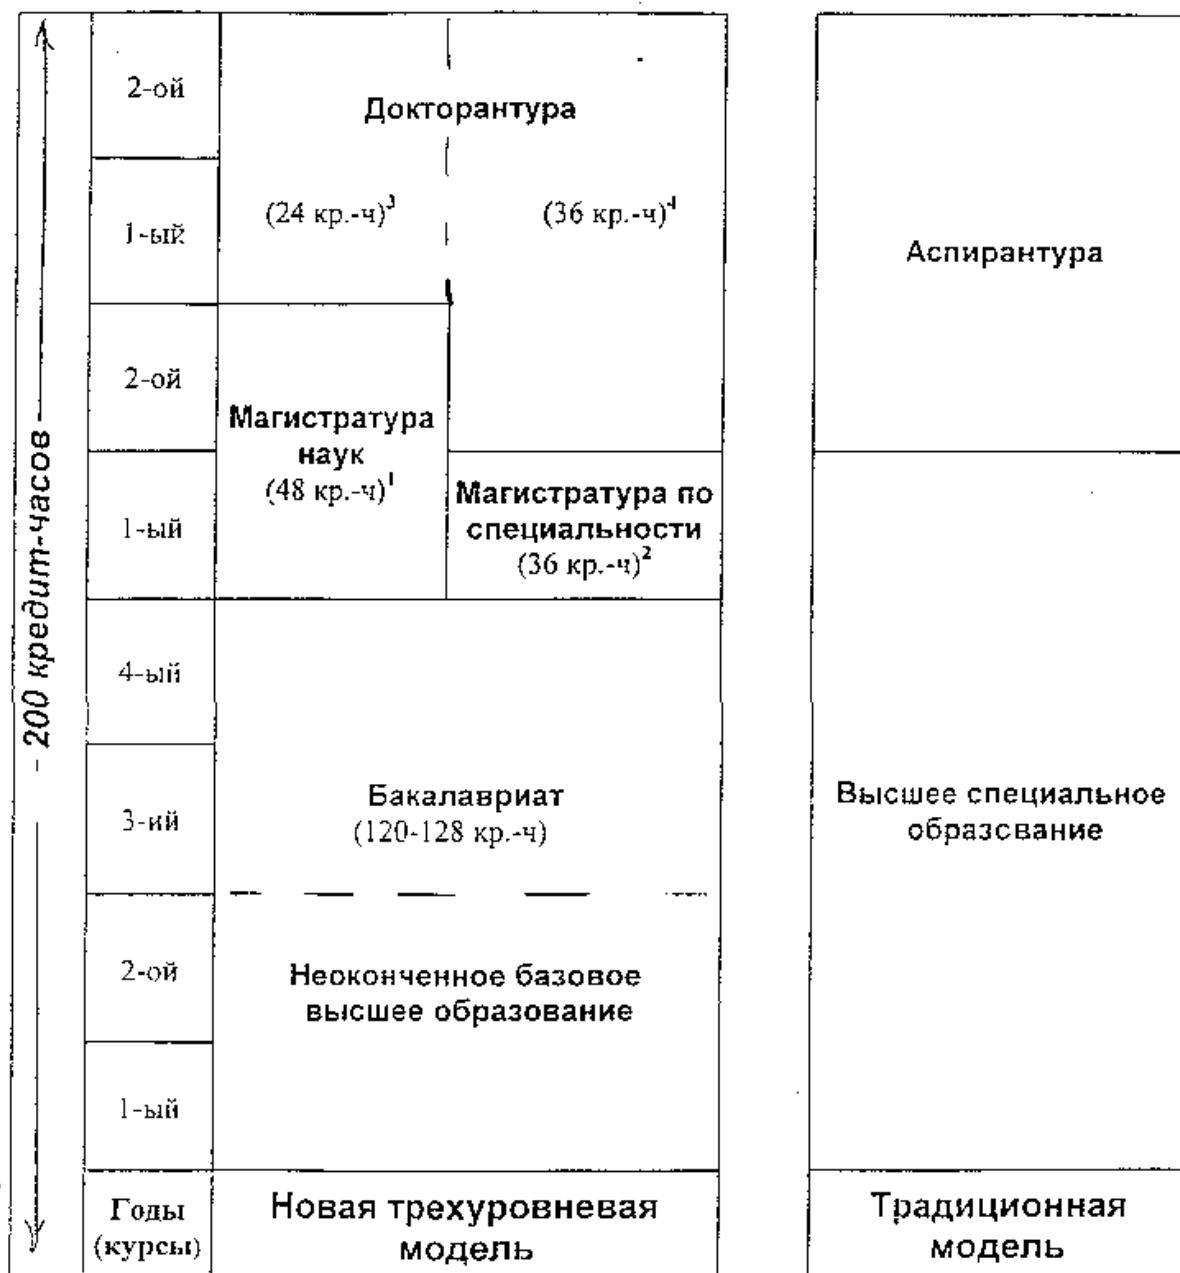 2-ой
Докторантура
1-ый
(24 кр.-ч)³
(36 кр.-ч)⁴
Аспирантура
2-ой
Магистратура
наук
(48 кр.-ч)¹
1-ый
Магистратура по
специальности
(36 кр.-ч)²
- 200 кредит-часов -
4-ый
3-ий
Бакалавриат
(120-128 кр.-ч)
Высшее специальное
образсвание
2-ой
Неоконченное базовое
высшее образование
1-ый
Годы
(курсы)
Новая трехуровневая
модель
Традиционная
модель